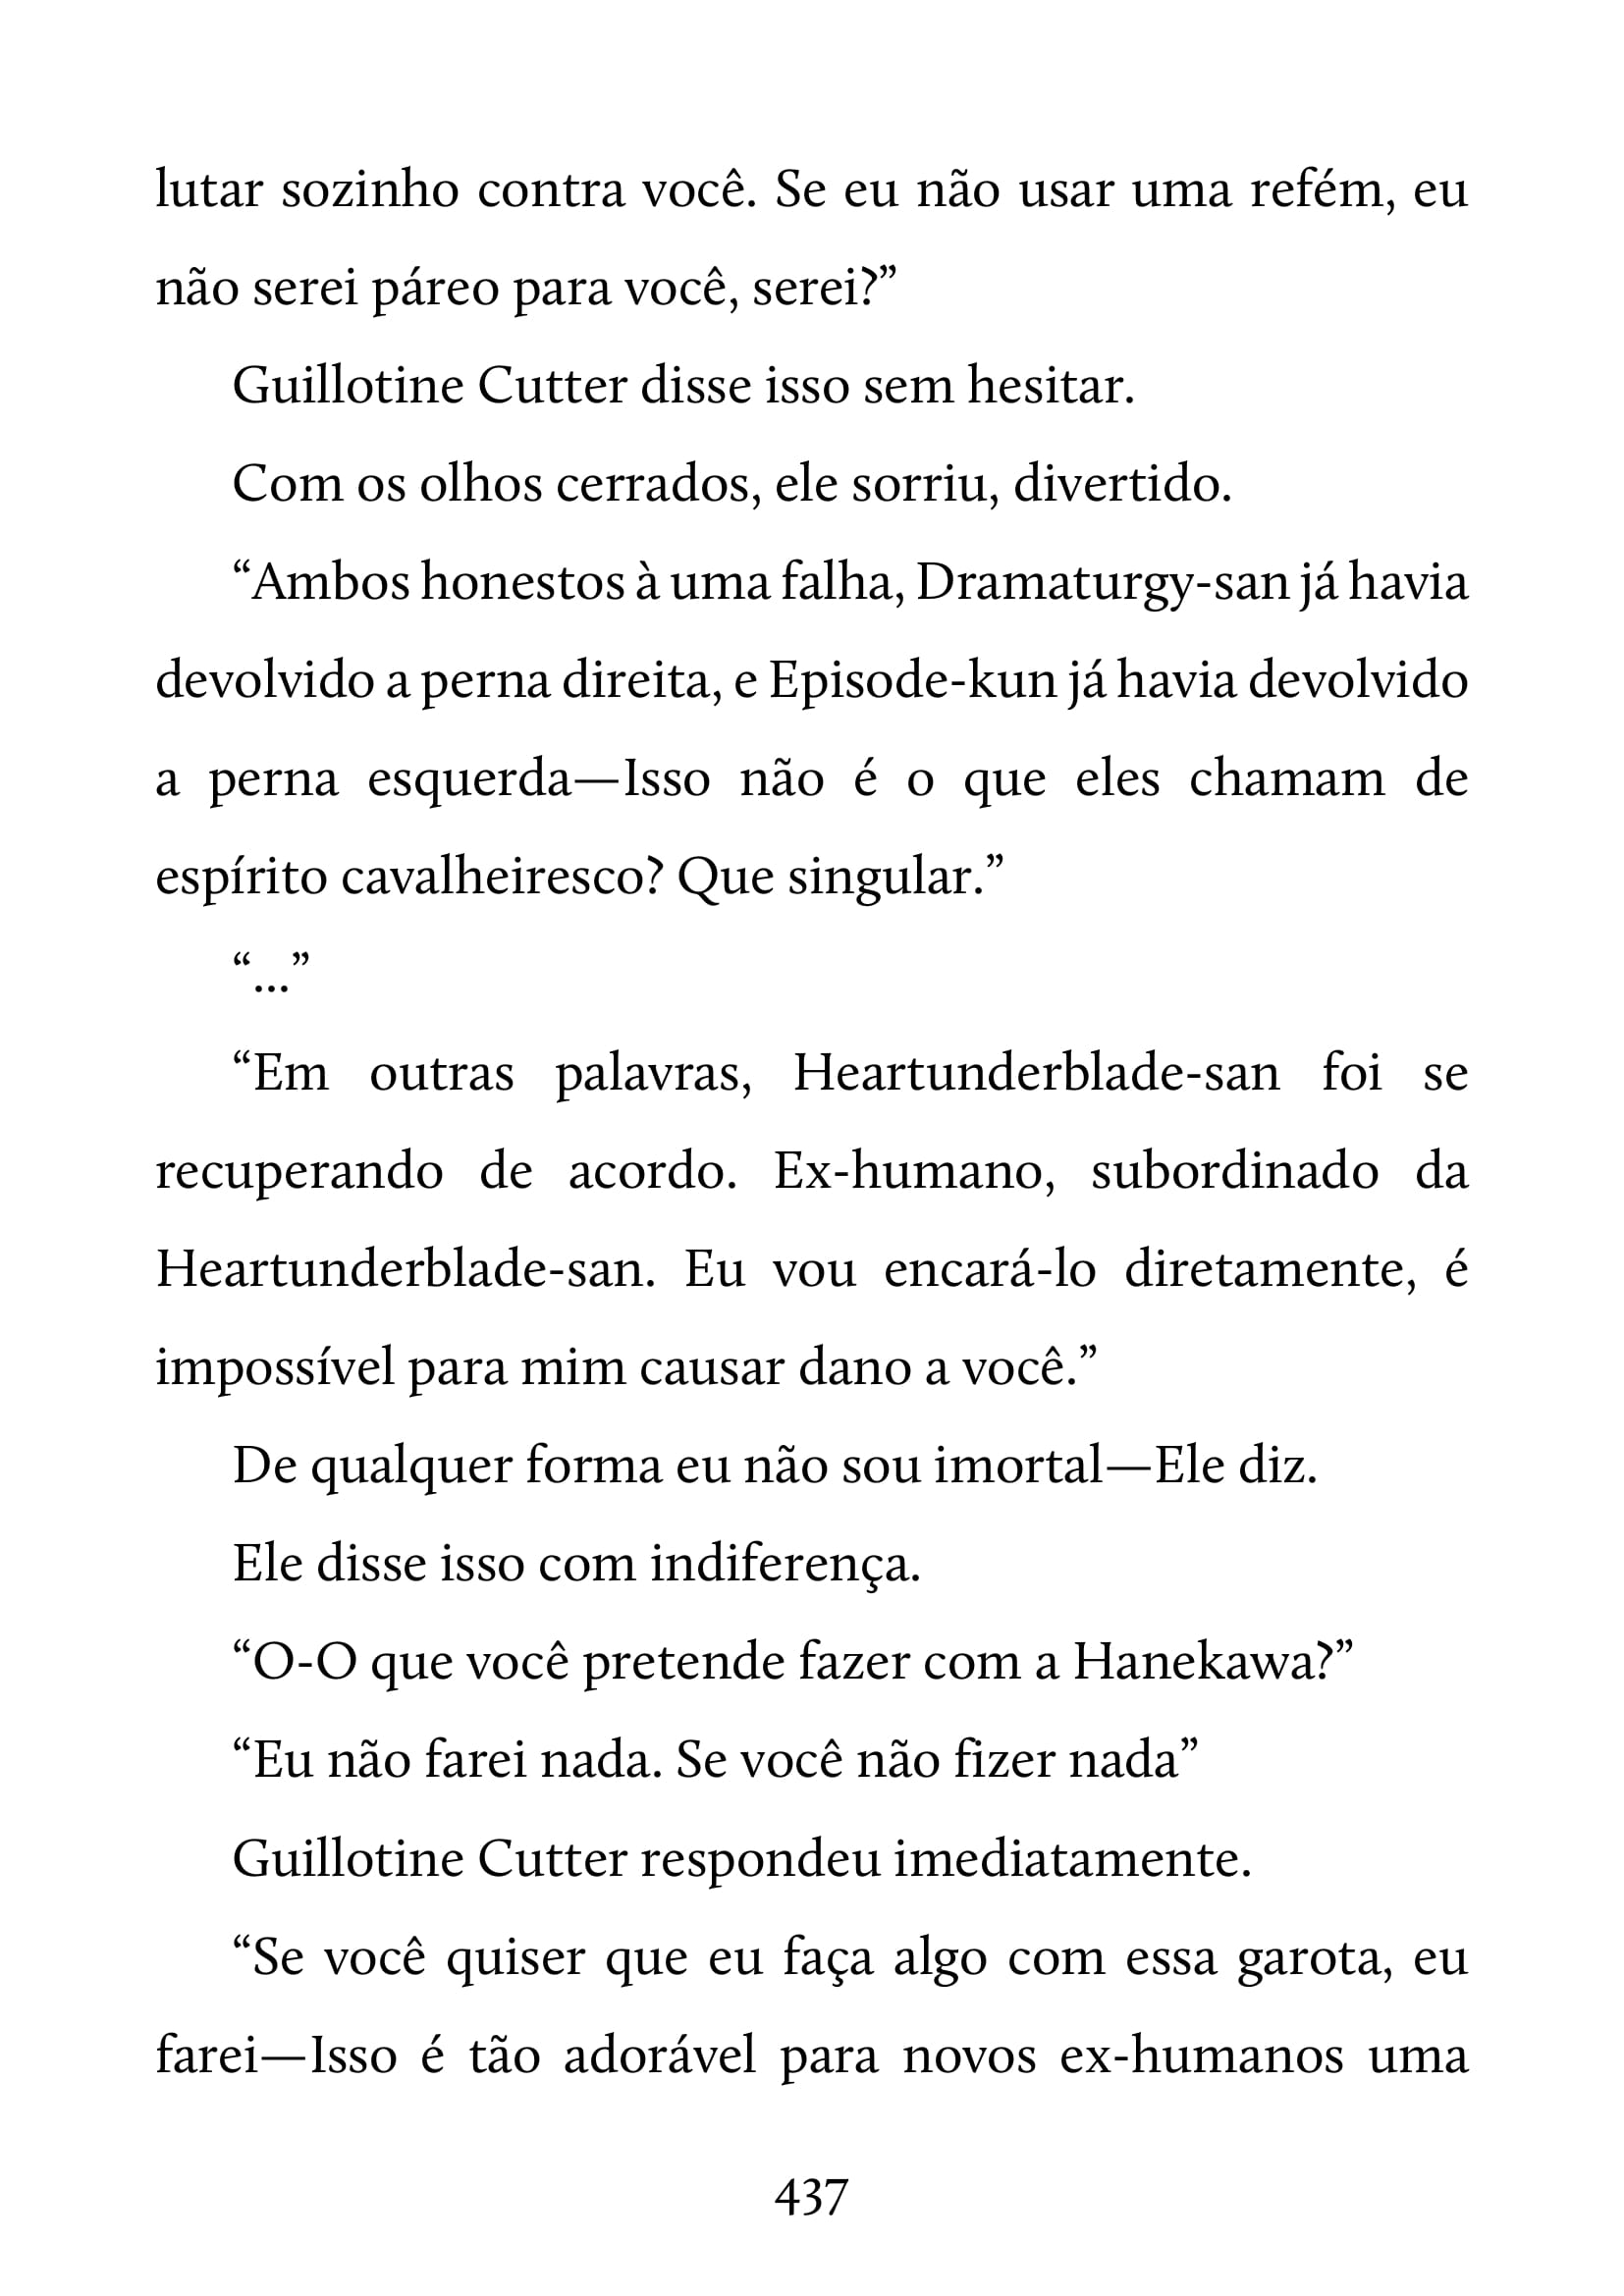 lutar sozinho contra você. Se eu não usar uma refém, eu
não serei páreo para você, serei?”
Guillotine Cutter disse isso sem hesitar.
Com os olhos cerrados, ele sorriu, divertido.
“Ambos honestos à uma falha, Dramaturgy-san já havia
devolvido a perna direita, e Episode-kun já havia devolvido
a perna esquerda—Isso não é o que eles chamam de
espírito cavalheiresco? Que singular.”
“...”
“Em outras palavras, Heartunderblade-san foi se
recuperando de acordo. Ex-humano, subordinado da
Heartunderblade-san. Eu vou encará-lo diretamente, é
impossível para mim causar dano a você.”
De qualquer forma eu não sou imortal—Ele diz.
Ele disse isso com indiferença.
“O-O que você pretende fazer com a Hanekawa?”
“Eu não farei nada. Se você não fizer nada”
Guillotine Cutter respondeu imediatamente.
“Se você quiser que eu faça algo com essa garota, eu
farei—Isso é tão adorável para novos ex-humanos uma
437